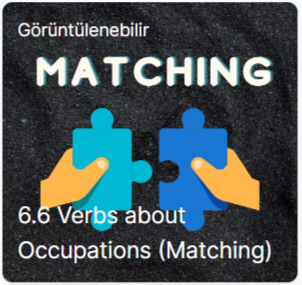 Görüntülenebilir
MATCHING
6.6 Verbs about
Occupations (Matching)